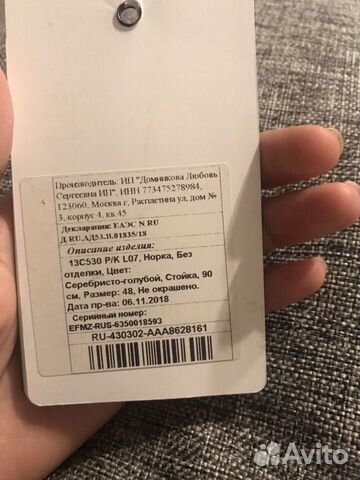 Производитель: ИП "Доминкова Любовь
Сергеевна ИП", ИНН 773475278984,
123060, Москва г, Расплетина ул, дом №
3, корпус 4, кв.45
Декларация: ЕАЭС N RU
Д-RU.АД53.В.01835/18
Описание изделия:
13С530 Р/К L07, Норка, Без
отделки, Цвет:
Серебристо-голубой, Стойка, 90
см, Размер: 48, Не окрашено.
Дата пр-ва: 06.11.2018
Серийный номер:
EFMZ-RUS-6350018593
RU-430302-AAA8628161
Avito